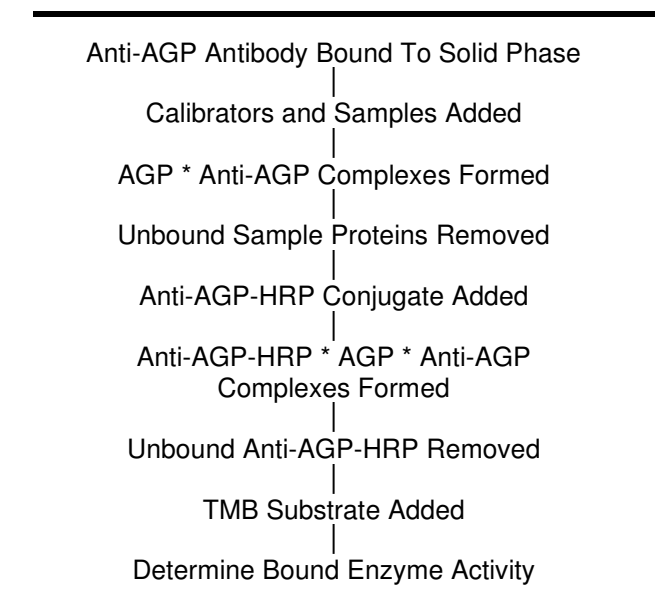 Anti-AGP Antibody Bound To Solid Phase
Calibrators and Samples Added
AGP * Anti-AGP Complexes Formed
Unbound Sample Proteins Removed
Anti-AGP-HRP Conjugate Added
Anti-AGP-HRP * AGP * Anti-AGP
Complexes Formed
Unbound Anti-AGP-HRP Removed
TMB Substrate Added
Determine Bound Enzyme Activity